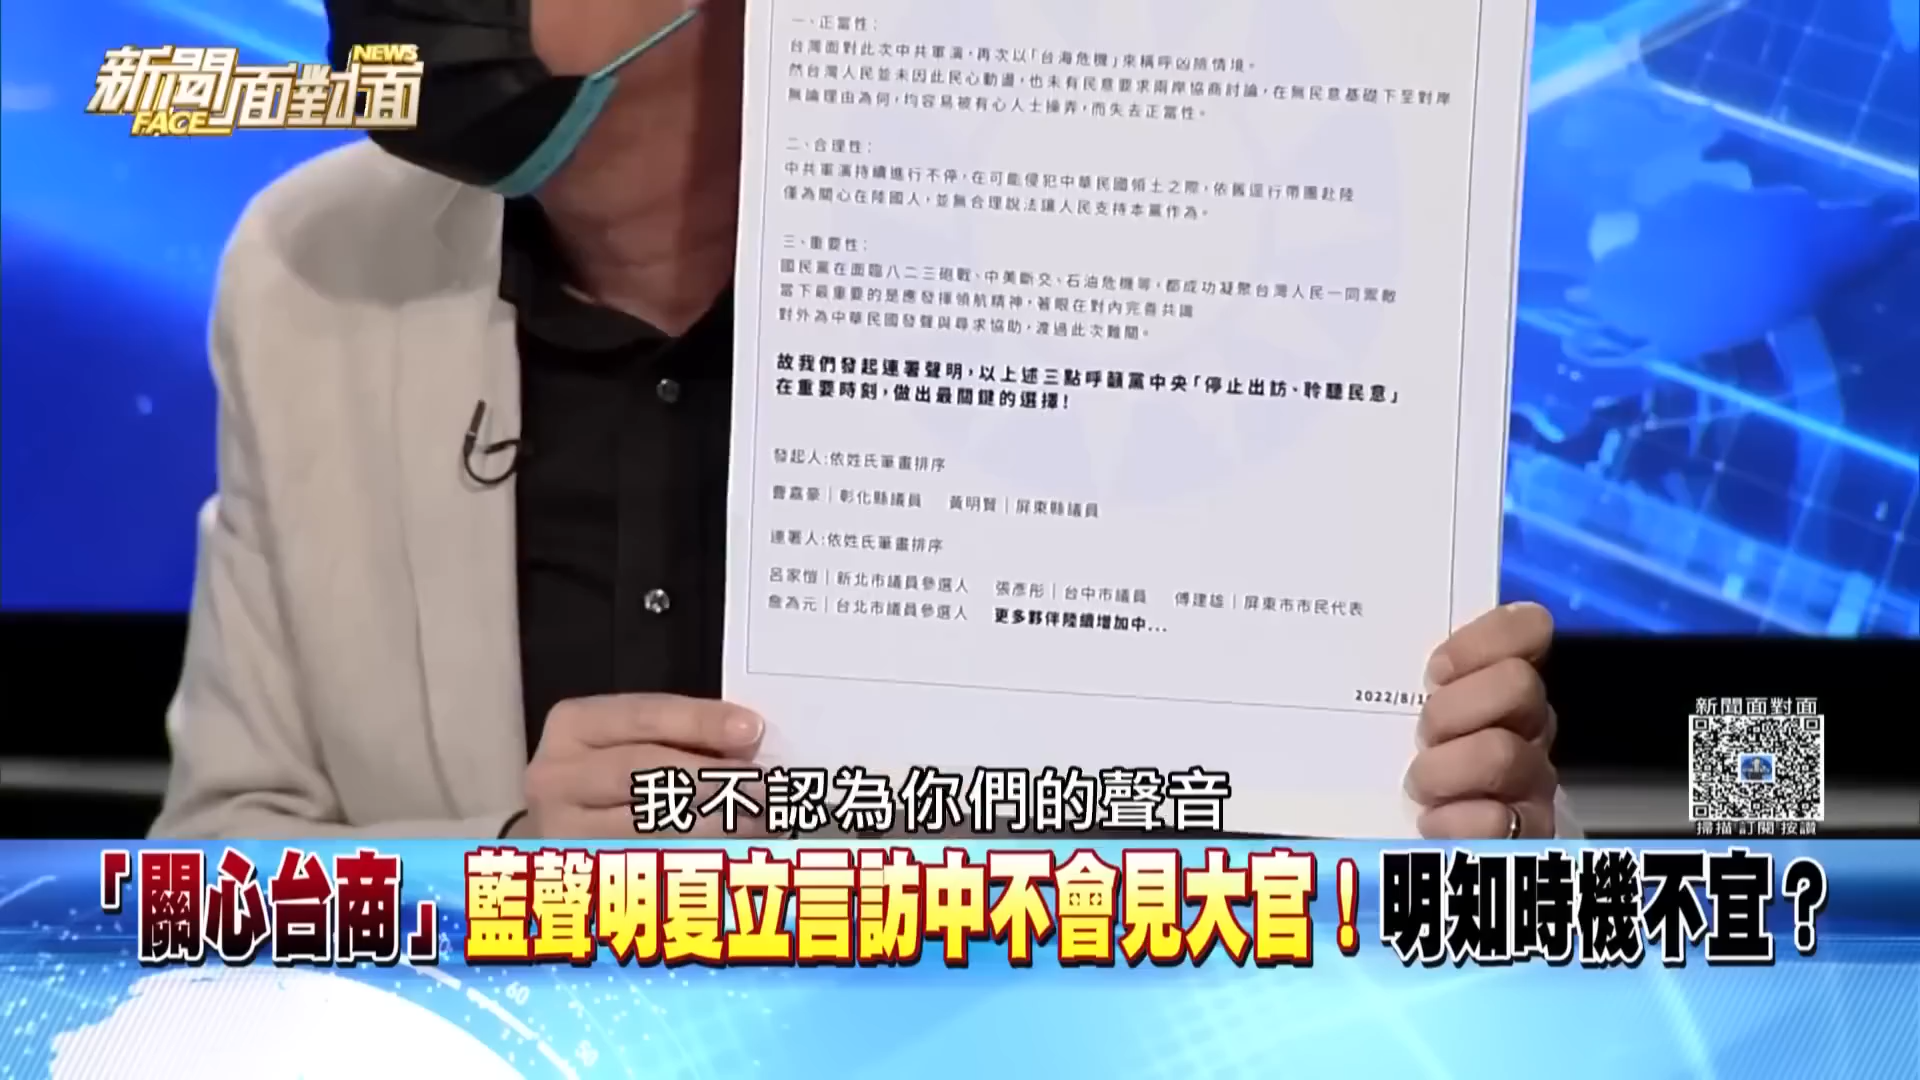 新聞面對面
NEWS
FACE
一、正當性：
台灣面對此次中共軍演，再次以「台海危機」來稱呼凶險情境。
然台灣人民並未因此民心動盪，也未有民意要求兩岸協商討論，在無民意基礎下至對岸
無論理由為何，均容易被有心人士操弄，而失去正當性。
二、合理性：
中共軍演持續進行不停，在可能侵犯中華民國領土之際，依舊逕行帶團赴陸
僅為關心在陸國人，並無合理說法讓人民支持本黨作為。
三、重要性：
國民黨在面臨八二三砲戰、中美斷交、石油危機等，都成功凝聚台灣人民一同禦敵
當下最重要的是應發揮領航精神，著眼在對內完善共識
對外為中華民國發聲與尋求協助，渡過此次難關。
故我們發起連署聲明，以上述三點呼籲黨中央「停止出訪、聆聽民意」
在重要時刻，做出最關鍵的選擇！
發起人：依姓氏筆畫排序
曹嘉豪｜彰化縣議員 黃明賢｜屏東縣議員
連署人：依姓氏筆畫排序
呂家愷｜新北市議員參選人 張彥彤｜台中市議員 傅建雄｜屏東市市民代表
詹為元｜台北市議員參選人 更多夥伴陸續增加中...
2022/8/1
新聞面對面
掃描 訂閱 按讚
我不認為你們的聲音
「關心台商」藍聲明夏立言訪中不會見大官！明知時機不宜？
60
50